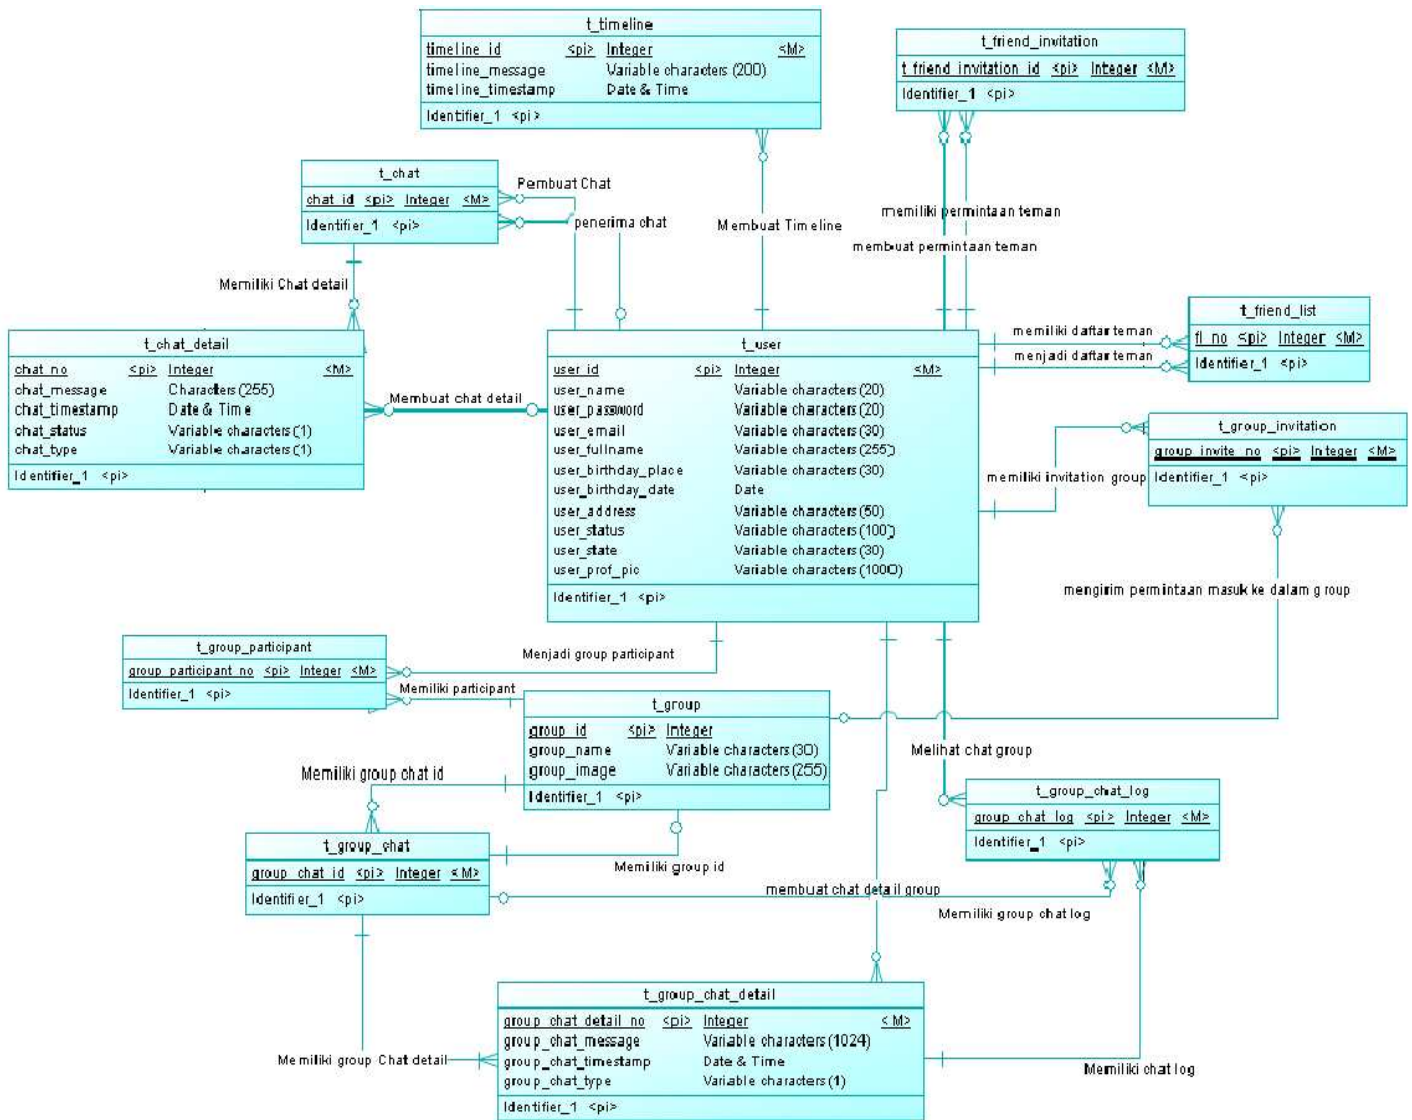 t_timeline
timeline_id <pi> Integer <M>
timeline_message Variable characters (200)
timeline_timestamp Date & Time
Identifier_1 <pi>
t_friend_invitation
t_friend_invitation_id <pi> Integer <M>
Identifier_1 <pi>
t_chat
chat_id <pi> Integer <M>
Identifier_1 <pi>
Pembuat Chat
penerima chat
Membuat Timeline
memiliki permintaan teman
membuat permintaan teman
Memiliki Chat detail
t_friend_list
fl_no <pi> Integer <M>
Identifier_1 <pi>
memiliki daftar teman
menjadi daftar teman
t_chat_detail
chat_no <pi> Integer <M>
chat_message Characters (255)
chat_timestamp Date & Time
chat_status Variable characters (1)
chat_type Variable characters (1)
Identifier_1 <pi>
Membuat chat detail
t_user
user_id <pi> Integer <M>
user_name Variable characters (20)
user_password Variable characters (20)
user_email Variable characters (30)
user_fullname Variable characters (255)
user_birthday_place Variable characters (30)
user_birthday_date Date
user_address Variable characters (50)
user_status Variable characters (100)
user_state Variable characters (30)
user_prof_pic Variable characters (1000)
Identifier_1 <pi>
t_group_invitation
group_invite_no <pi> Integer <M>
Identifier_1 <pi>
memiliki invitation group
mengirim permintaan masuk ke dalam group
t_group_participant
group_participant_no <pi> Integer <M>
Identifier_1 <pi>
Menjadi group participant
Memiliki participant
t_group
group_id <pi> Integer
group_name Variable characters (30)
group_image Variable characters (255)
Identifier_1 <pi>
Melihat chat group
Memiliki group chat id
t_group_chat_log
group_chat_log <pi> Integer <M>
Identifier_1 <pi>
t_group_chat
group_chat_id <pi> Integer <M>
Identifier_1 <pi>
Memiliki group id
membuat chat detail group
Memiliki group chat log
t_group_chat_detail
group_chat_detail_no <pi> Integer <M>
group_chat_message Variable characters (1024)
group_chat_timestamp Date & Time
group_chat_type Variable characters (1)
Identifier_1 <pi>
Memiliki group Chat detail
Memiliki chat log